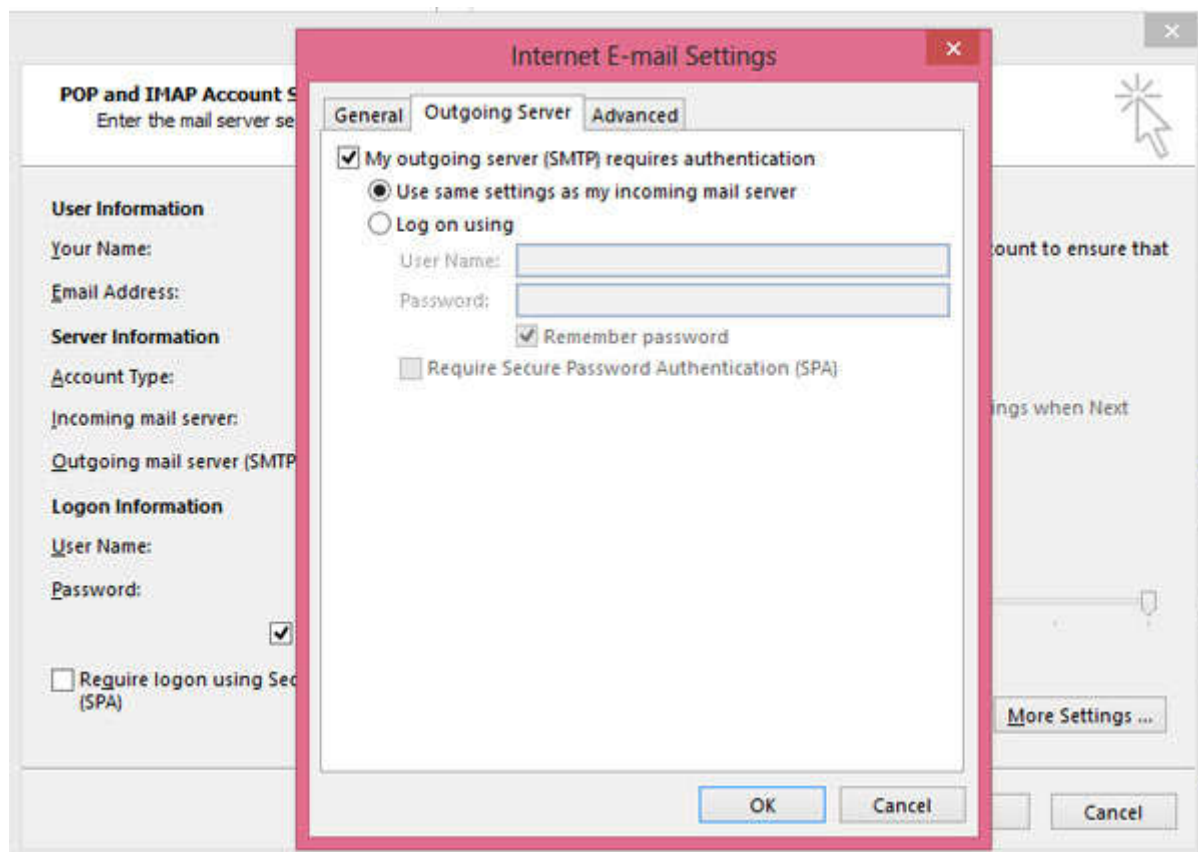 Internet E-mail Settings
POP and IMAP Account S
Enter the mail server se
General Outgoing Server Advanced
My outgoing server (SMTP) requires authentication
Use same settings as my incoming mail server
Log on using
User Name:
Password:
Remember password
Require Secure Password Authentication (SPA)
User Information
Your Name:
ount to ensure that
Email Address:
Server Information
Account Type:
Incoming mail server:
ings when Next
Outgoing mail server (SMTP
Logon Information
User Name:
Password:
Require logon using Sec
(SPA)
More Settings ...
OK Cancel
Cancel